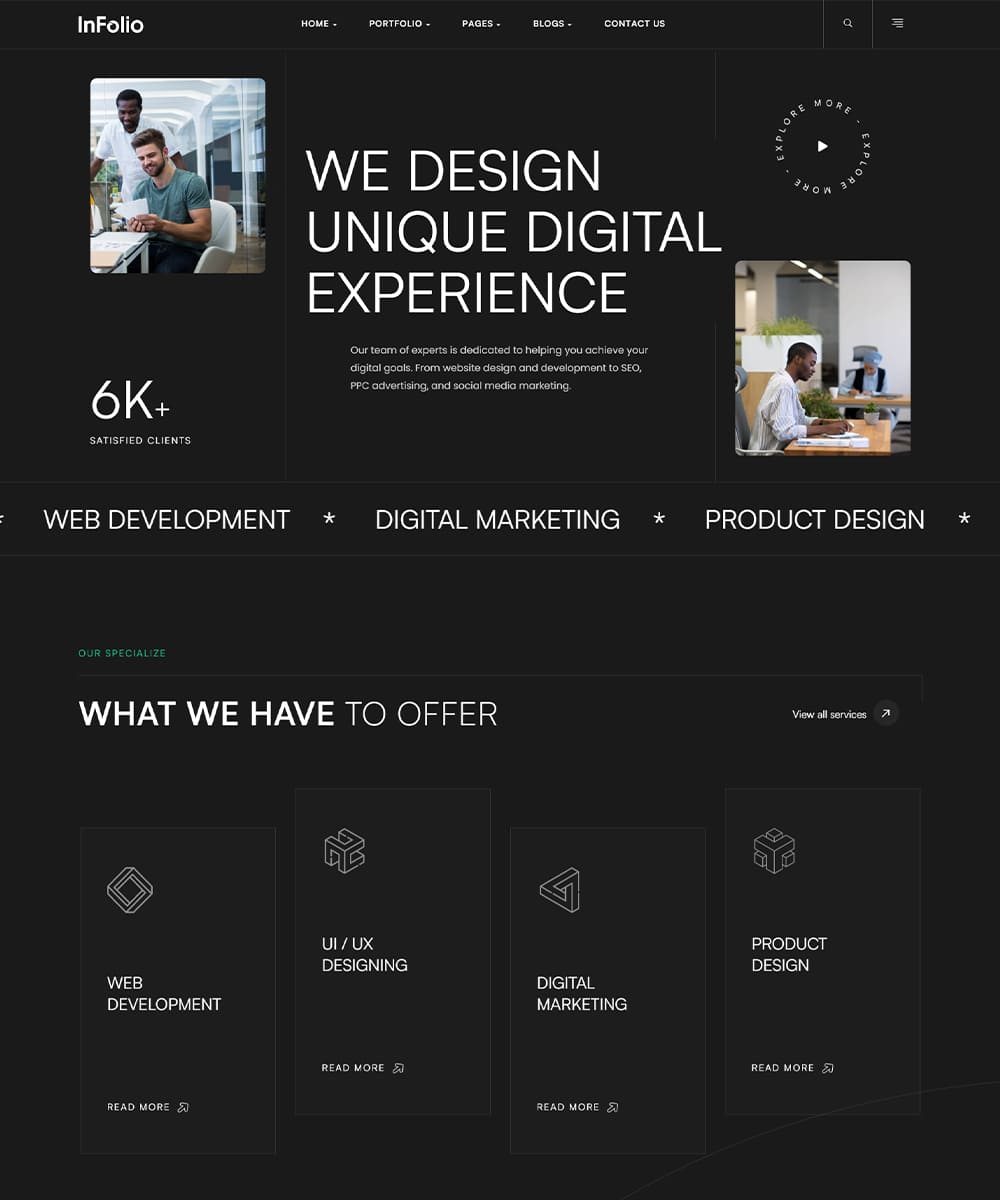 InFolio
HOME
PORTFOLIO
PAGES
BLOGS
CONTACT US
EXPLORE MORE - EXPLORE MORE -
WE DESIGN
UNIQUE DIGITAL
EXPERIENCE
Our team of experts is dedicated to helping you achieve your
digital goals. From website design and development to SEO,
PPC advertising, and social media marketing.
6K+
SATISFIED CLIENTS
* WEB DEVELOPMENT * DIGITAL MARKETING * PRODUCT DESIGN *
OUR SPECIALIZE
WHAT WE HAVE TO OFFER
View all services
WEB
DEVELOPMENT
READ MORE
UI / UX
DESIGNING
READ MORE
DIGITAL
MARKETING
READ MORE
PRODUCT
DESIGN
READ MORE